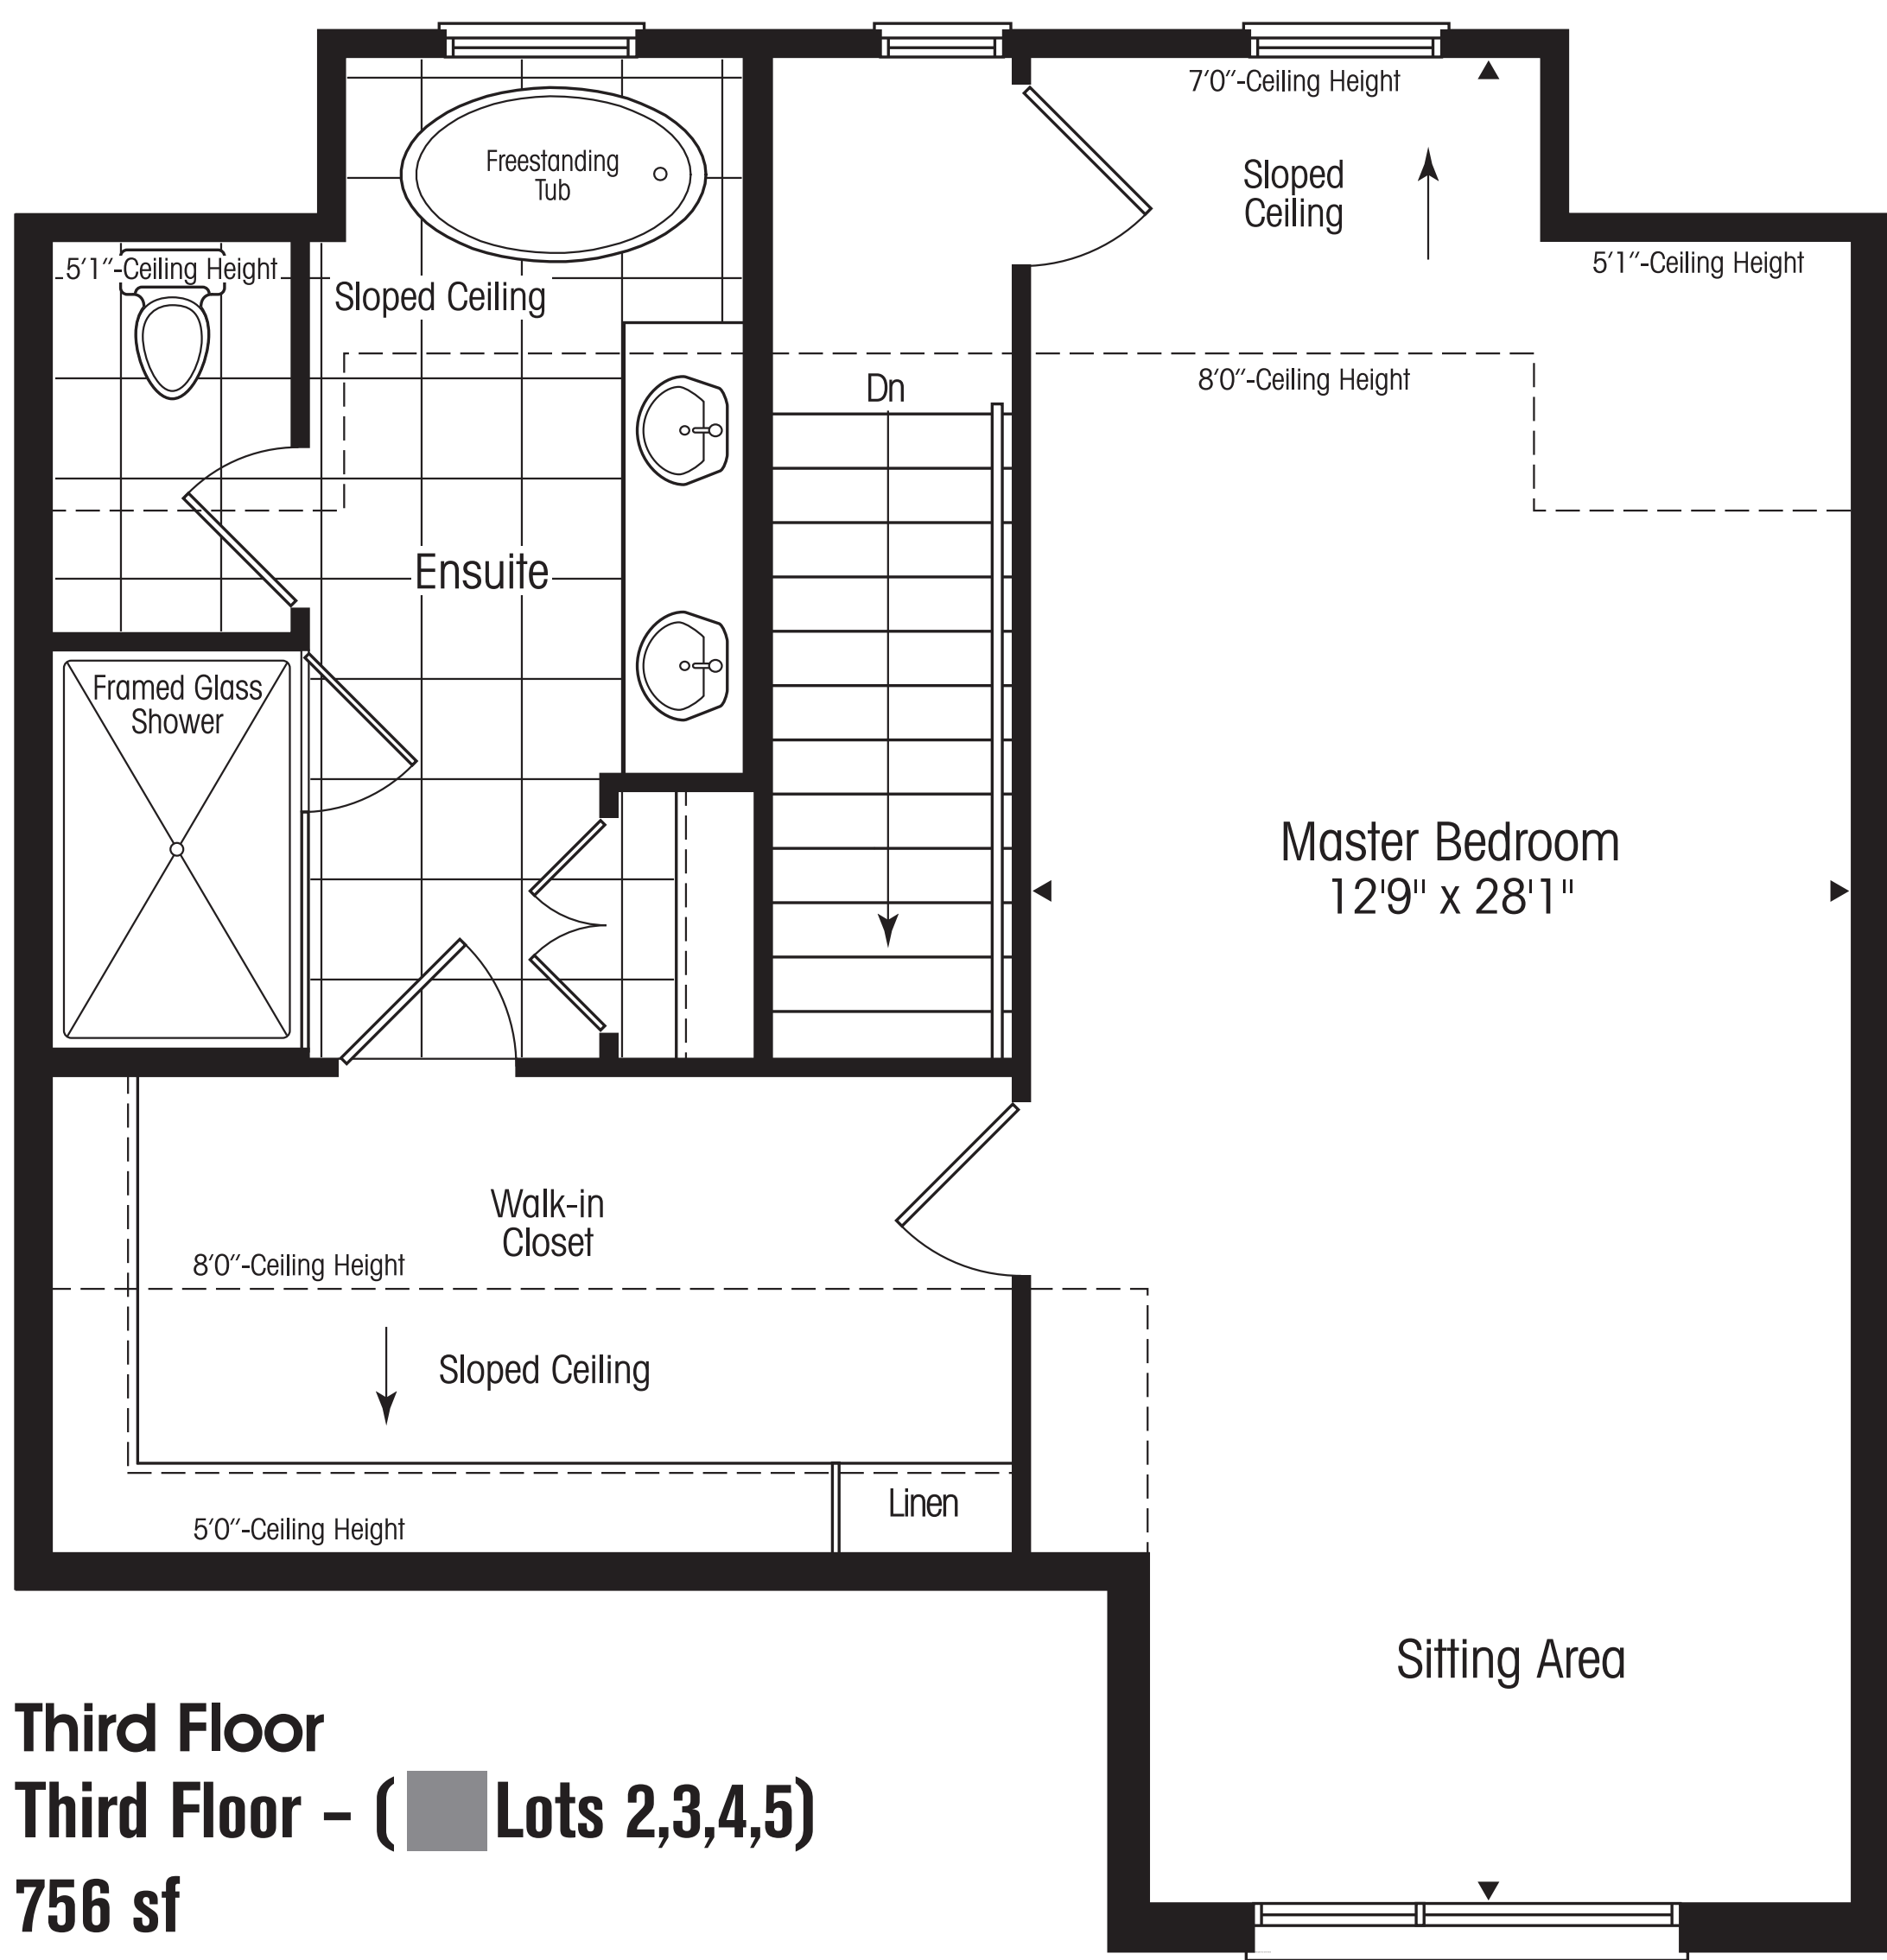 7'0"-Ceiling Height
Freestanding
Tub
Sloped
Ceiling
5'1"-Ceiling Height
5'1"-Ceiling Height
Sloped Ceiling
8'0"-Ceiling Height
Dn
Ensuite
Framed Glass
Shower
Master Bedroom
12'9" x 28'1"
Walk-in
Closet
8'0"-Ceiling Height
Sloped Ceiling
Linen
5'0"-Ceiling Height
Sitting Area
Third Floor
Third Floor - ( Lots 2,3,4,5)
756 sf